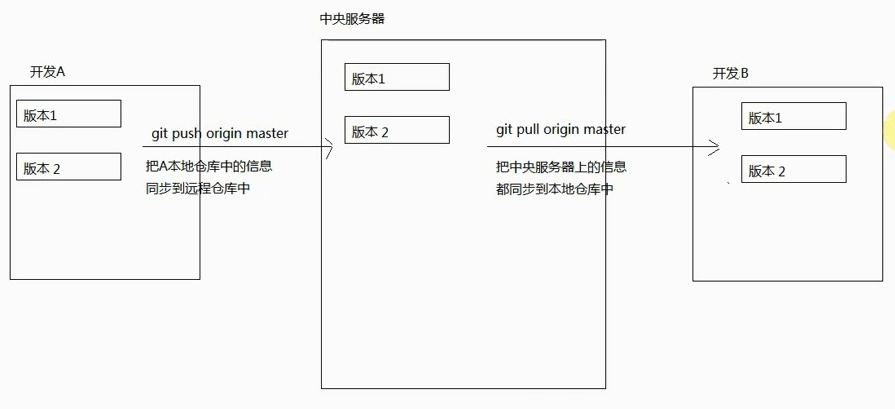 中央服务器
开发A
开发B
版本1
版本 2
git push origin master
把A本地仓库中的信息
同步到远程仓库中
版本1
版本 2
git pull origin master
把中央服务器上的信息
都同步到本地仓库中
版本1
版本 2